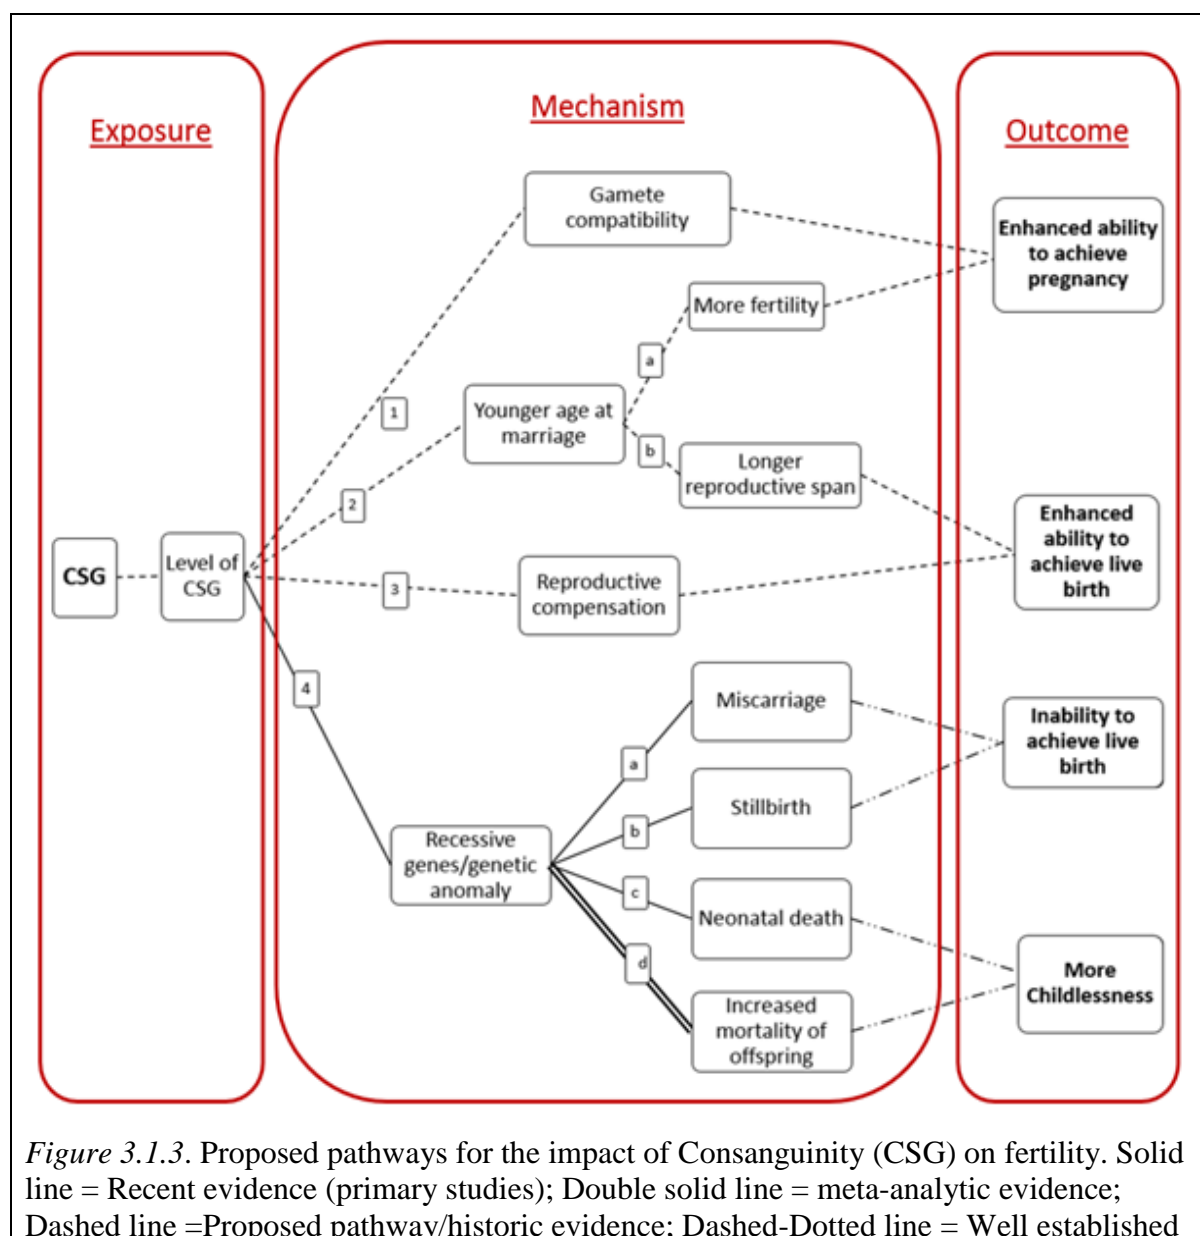 Exposure
Mechanism
Outcome
Gamete
compatibility
Enhanced ability
to achieve
pregnancy
More fertility
a
1
Younger age at
marriage
b
Longer
reproductive span
2
CSG
Level of
CSG
3
Reproductive
compensation
Enhanced
ability to
achieve live
birth
4
Miscarriage
Inability to
achieve live
birth
a
Stillbirth
b
Recessive
genes/genetic
anomaly
c
Neonatal death
d
Increased
mortality of
offspring
More
Childlessness
Figure 3.1.3. Proposed pathways for the impact of Consanguinity (CSG) on fertility. Solid
line = Recent evidence (primary studies); Double solid line = meta-analytic evidence;
Dashed line =Proposed pathway/historic evidence; Dashed-Dotted line = Well established